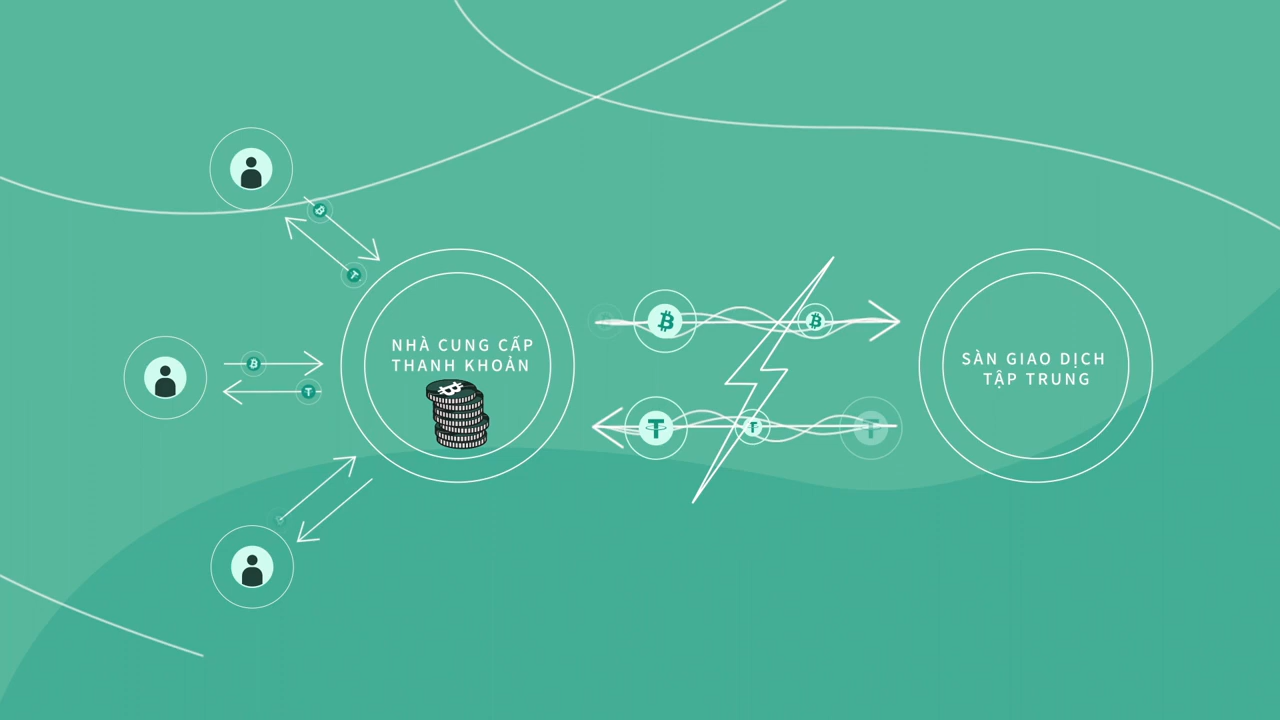 NHÀ CUNG CẤP
THANH KHOẢN
SÀN GIAO DỊCH
TẬP TRUNG